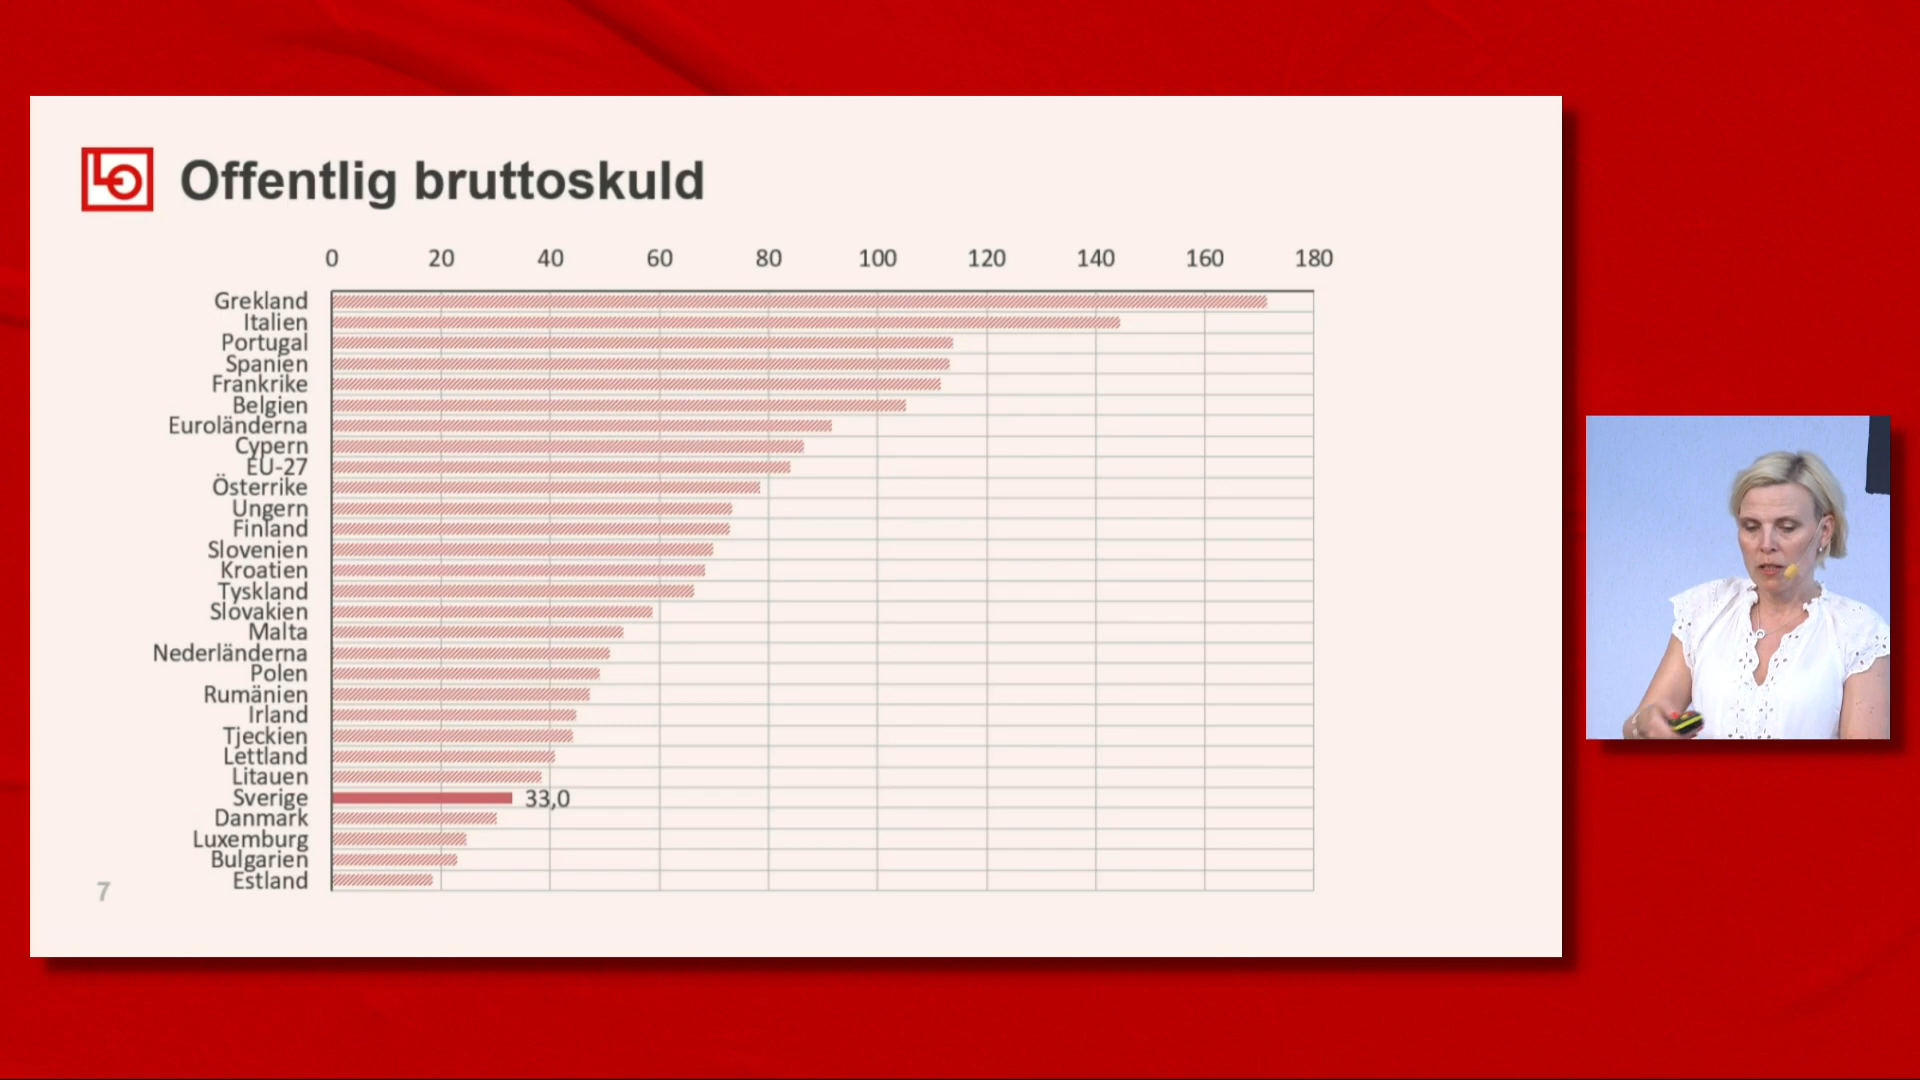 LO
Offentlig bruttoskuld
0 20 40 60 80 100 120 140 160 180
Grekland
Italien
Portugal
Spanien
Frankrike
Belgien
Euroländerna
Cypern
EU-27
Österrike
Ungern
Finland
Slovenien
Kroatien
Tyskland
Slovakien
Malta
Nederländerna
Polen
Rumänien
Irland
Tjeckien
Lettland
Litauen
Sverige 33,0
Danmark
Luxemburg
Bulgarien
Estland
7